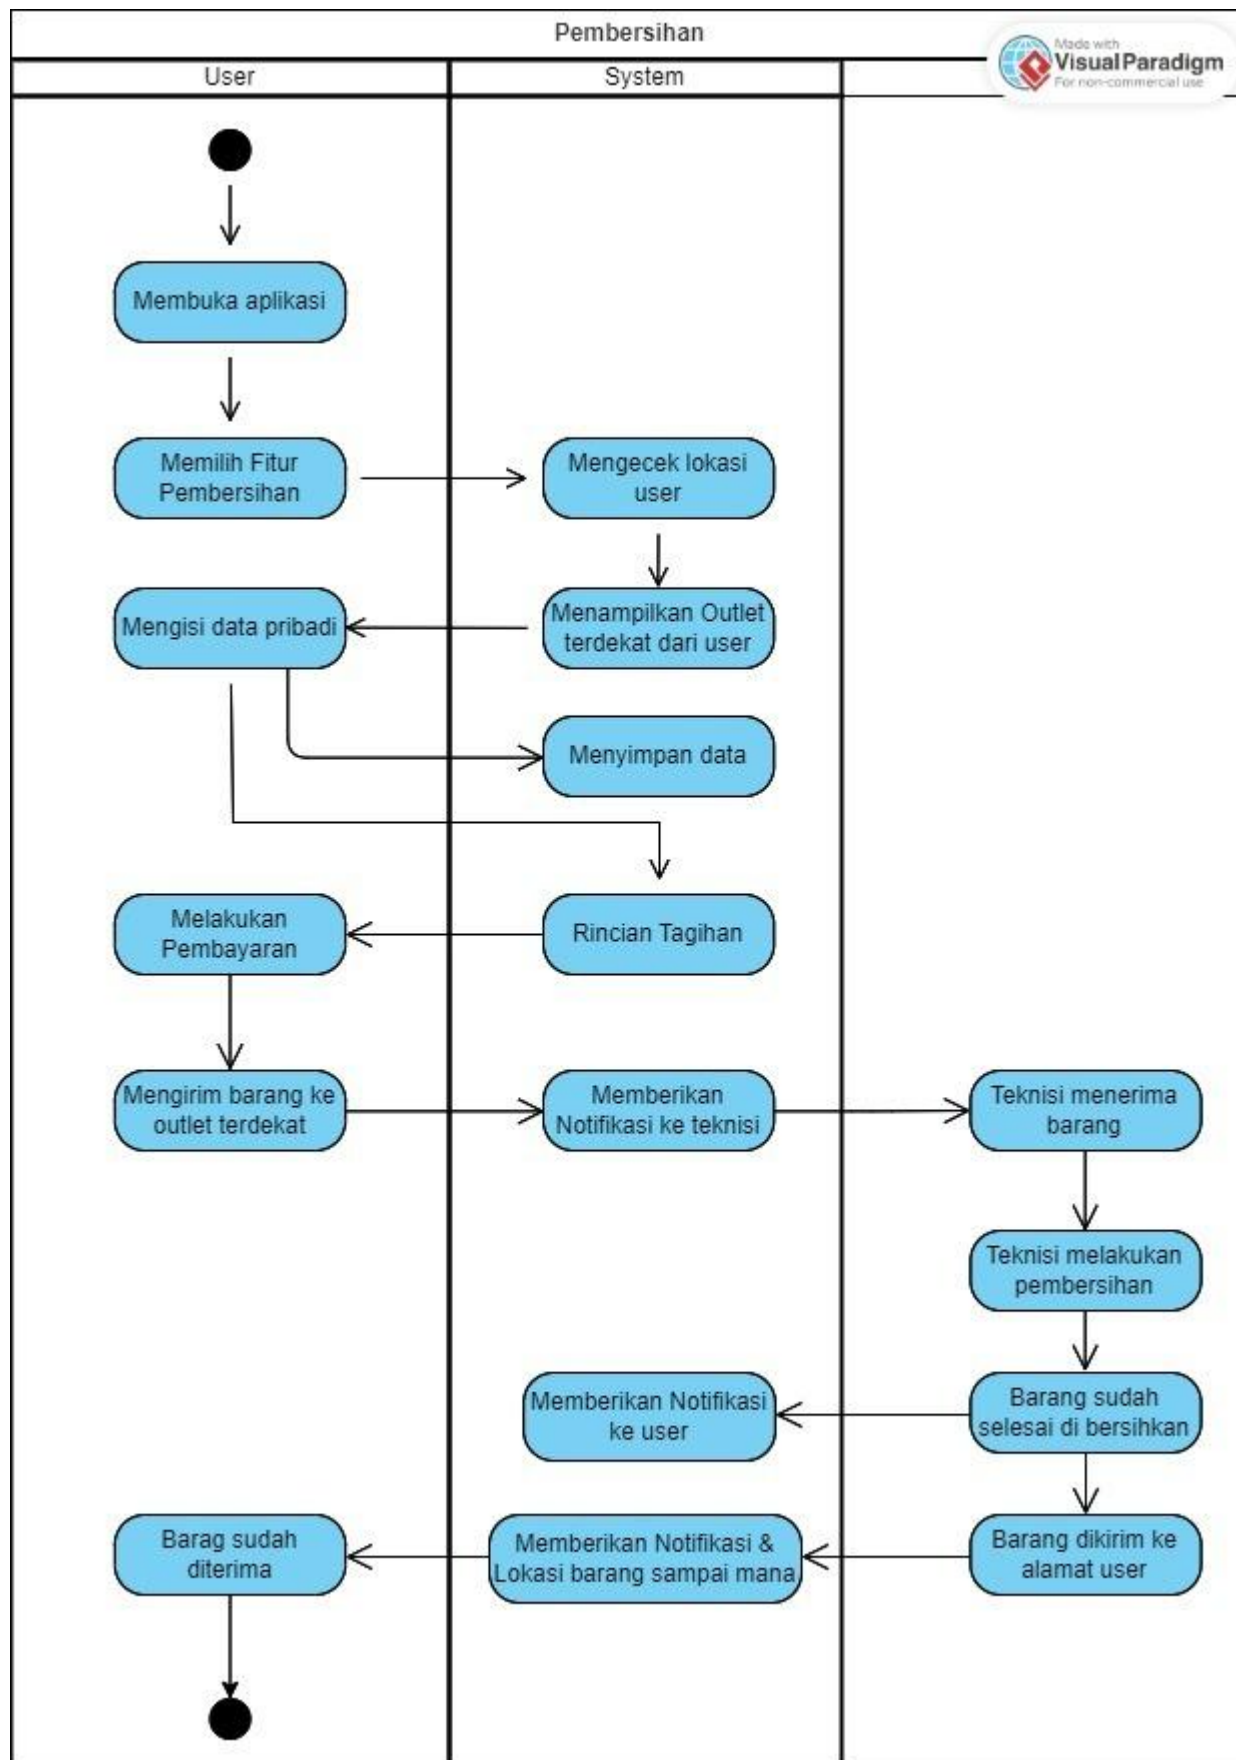 Pembersihan
Made with
Visual Paradigm
For non-commercial use
User
System
Membuka aplikasi
Memilih Fitur
Pembersihan
Mengecek lokasi
user
Mengisi data pribadi
Menampilkan Outlet
terdekat dari user
Menyimpan data
Melakukan
Pembayaran
Rincian Tagihan
Mengirim barang ke
outlet terdekat
Memberikan
Notifikasi ke teknisi
Teknisi menerima
barang
Teknisi melakukan
pembersihan
Memberikan Notifikasi
ke user
Barang sudah
selesai di bersihkan
Barag sudah
diterima
Memberikan Notifikasi &
Lokasi barang sampai mana
Barang dikirim ke
alamat user